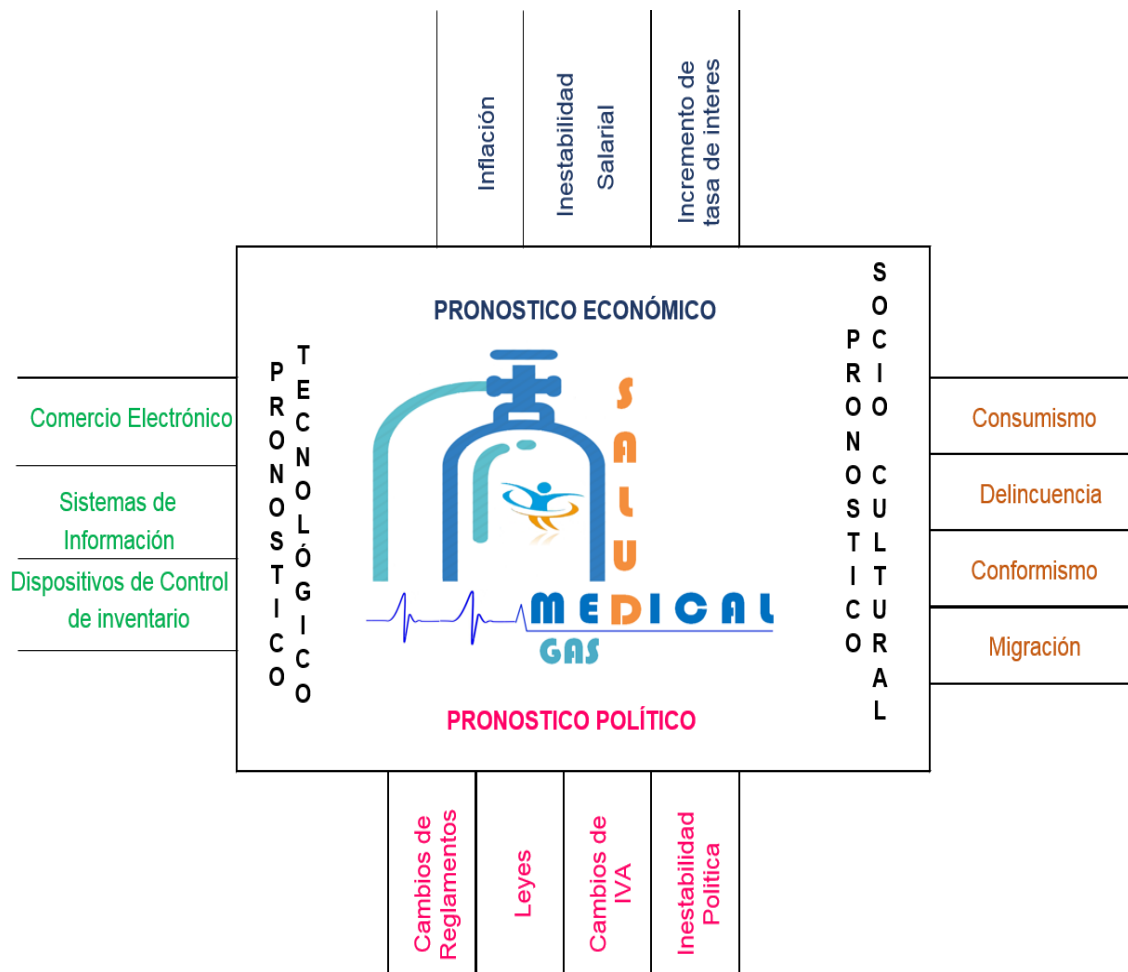 Inflación
Inestabilidad
Salarial
Incremento de
tasa de interes
PRONOSTICO ECONÓMICO
PRONOSTICO
TECNOLÓGICO
Comercio Electrónico
Sistemas de
Información
Dispositivos de Control
de inventario
SALUD
MEDICAL
GAS
PRONOSTICO
SOCIO CULTURAL
Consumismo
Delincuencia
Conformismo
Migración
PRONOSTICO POLÍTICO
Cambios de
Reglamentos
Leyes
Cambios de
IVA
Inestabilidad
Politica